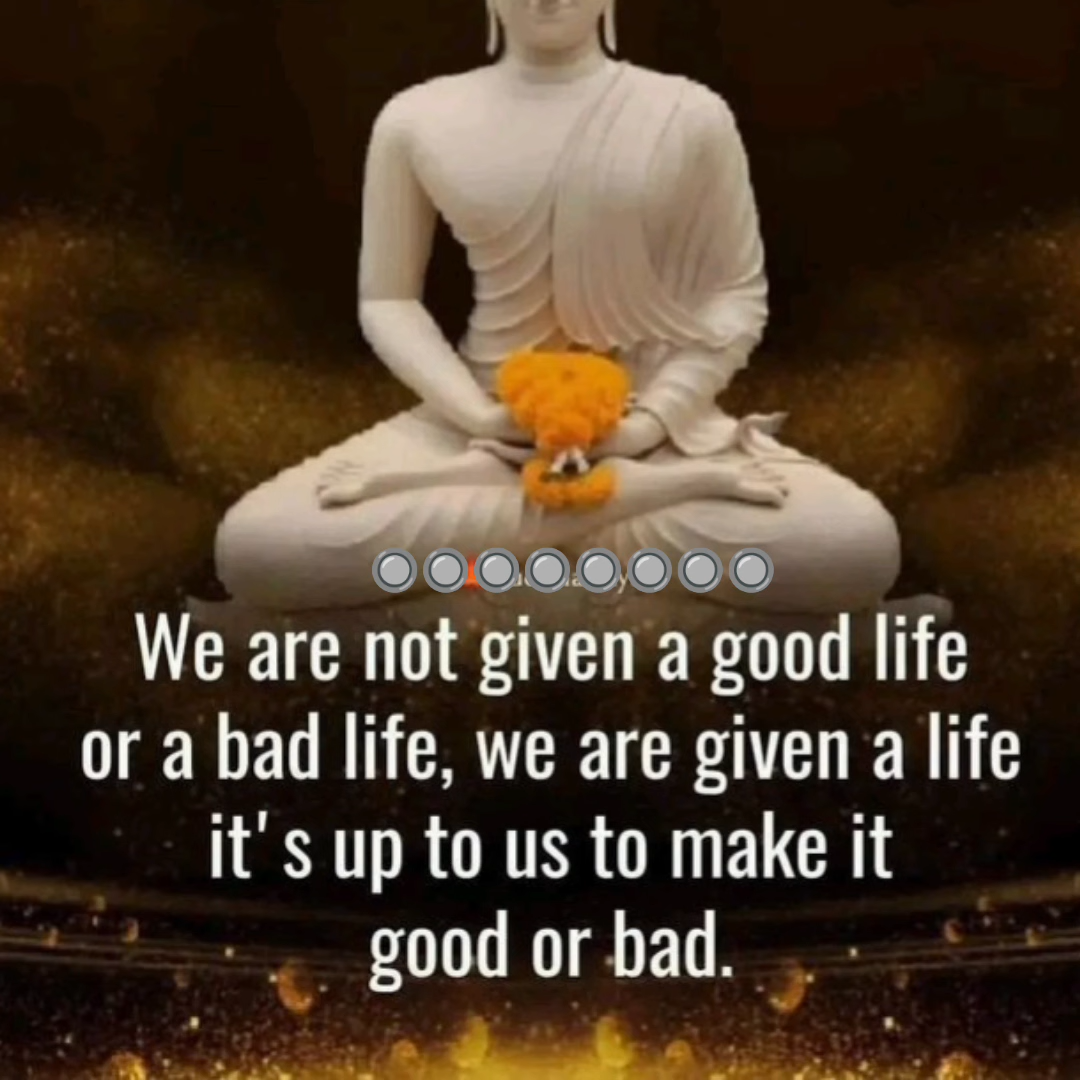 We are not given a good life
or a bad life, we are given a life
it's up to us to make it
good or bad.